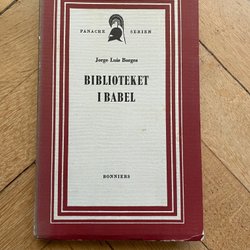 PANACHE SERIEN
Jorge Luis Borges
BIBLIOTEKET
I BABEL
BONNIERS